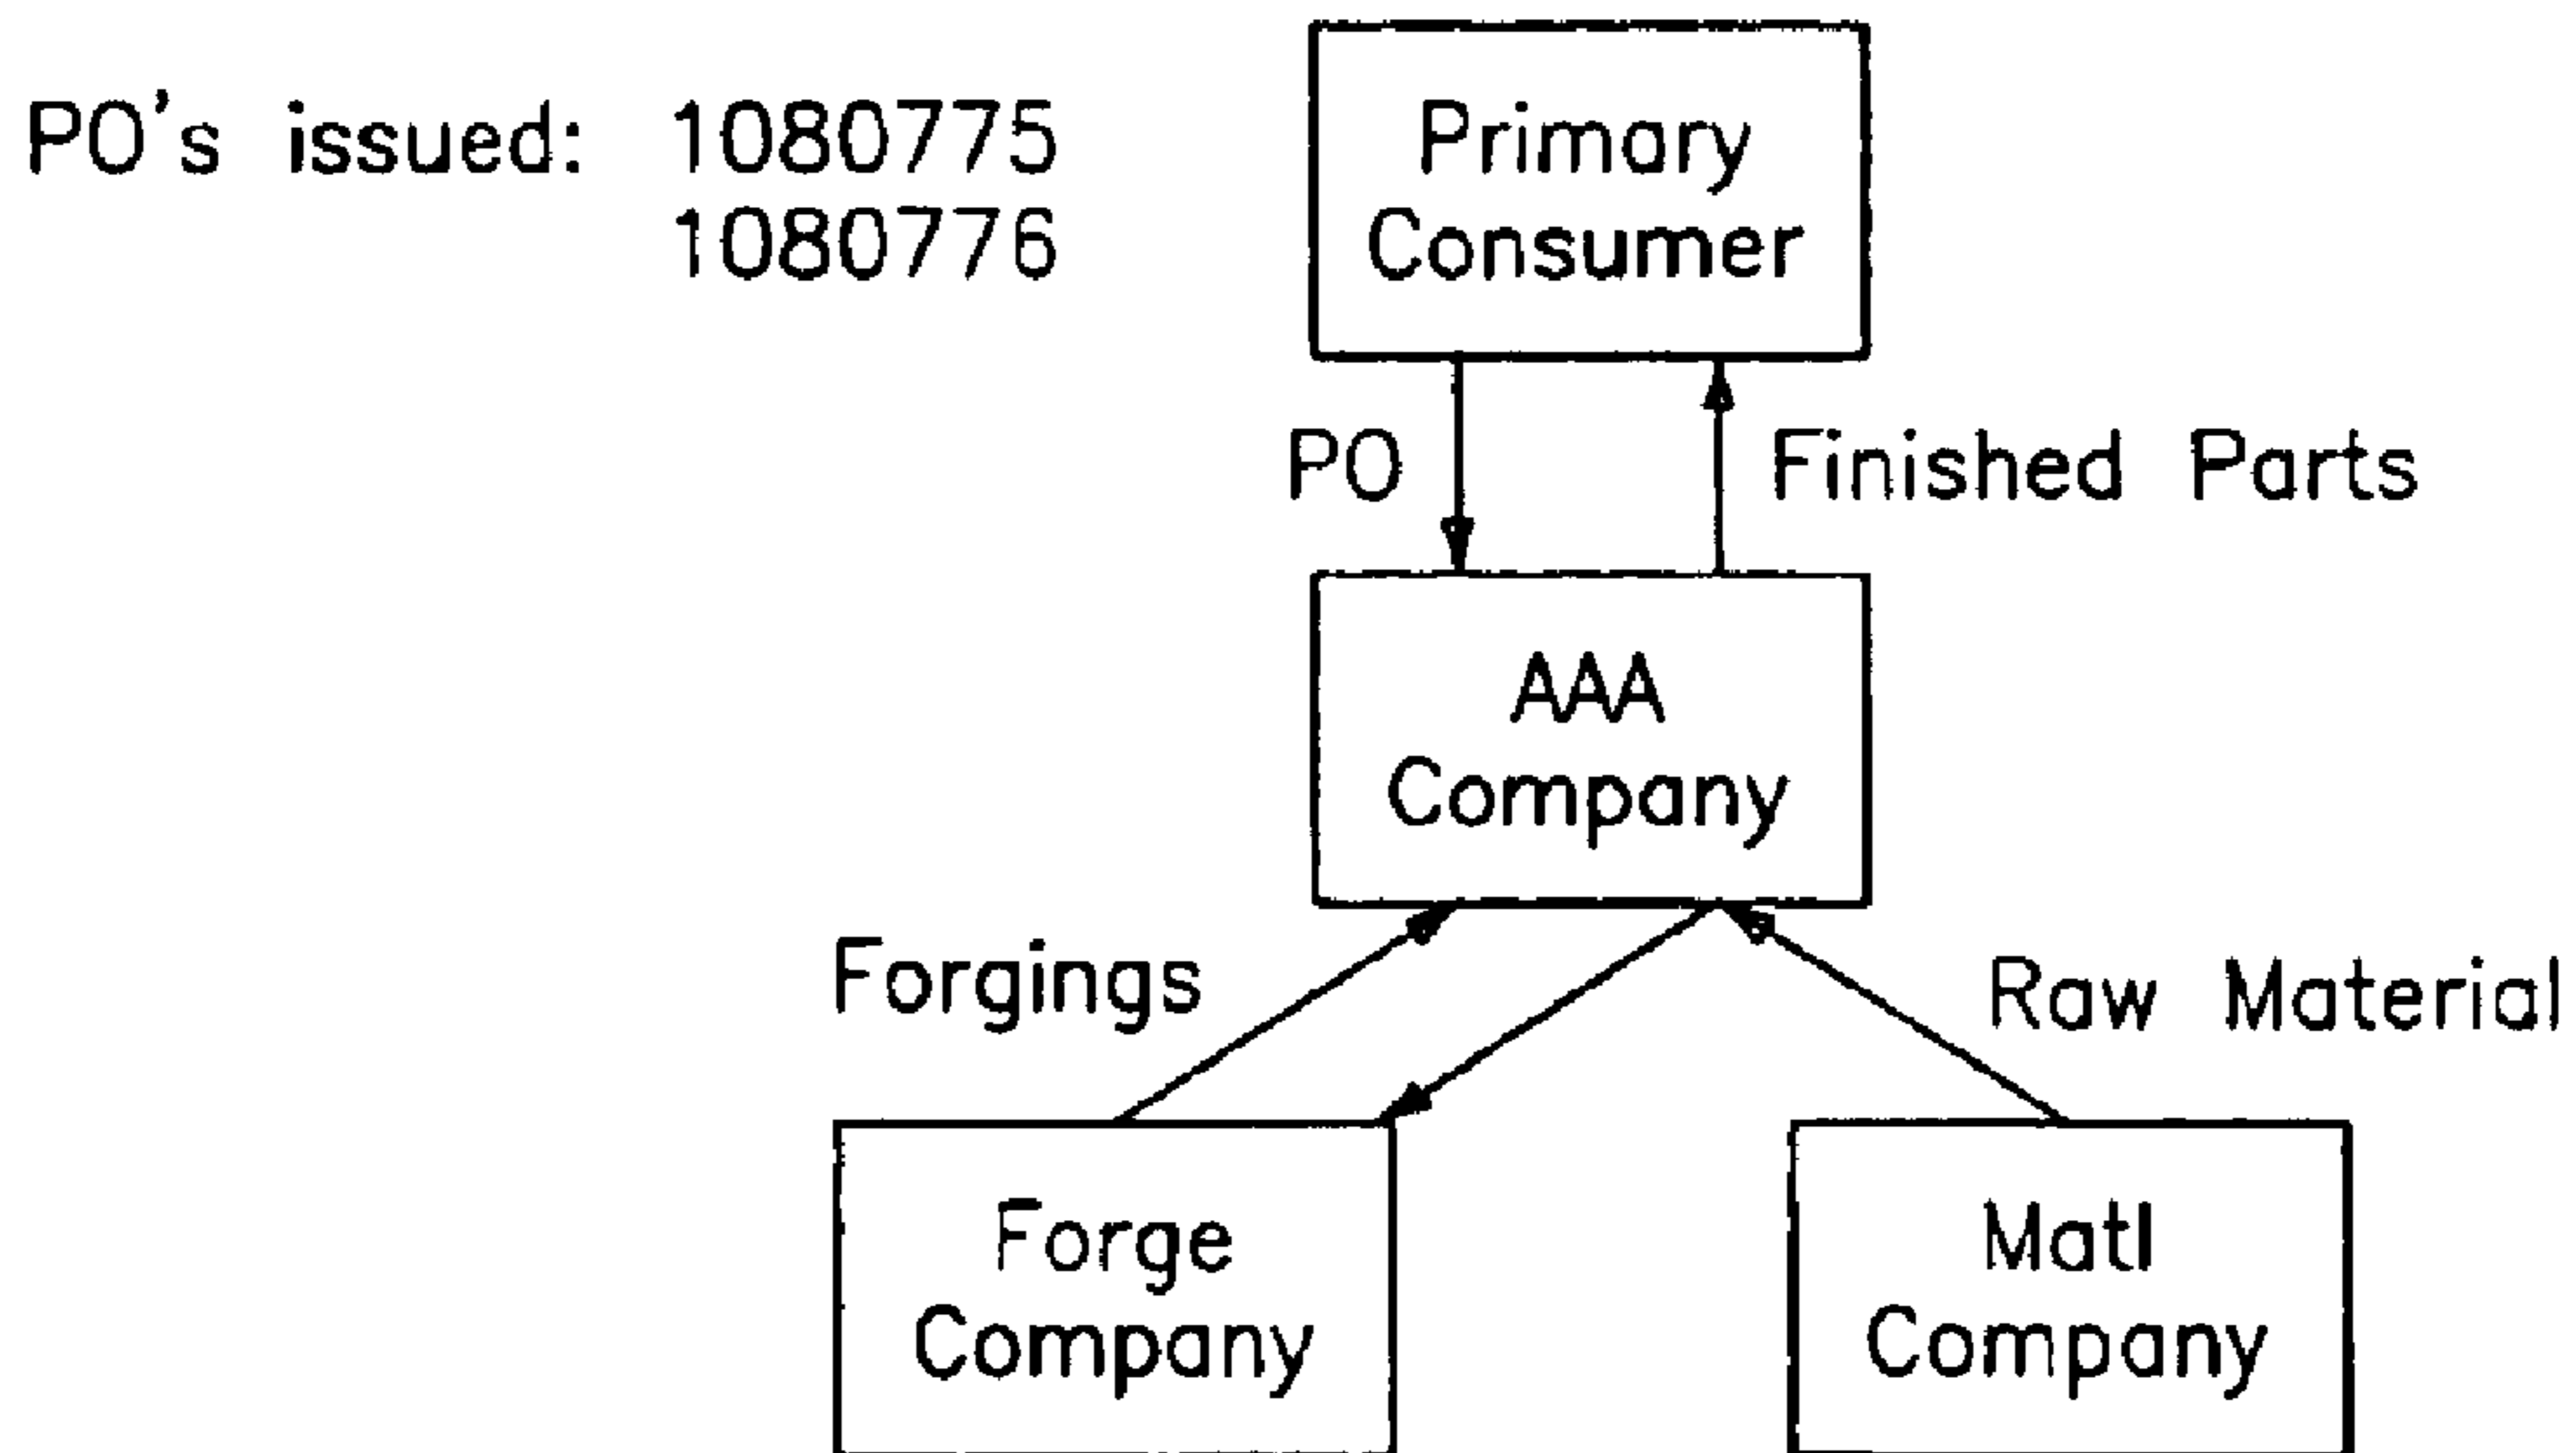 PO's issued: 1080775
1080776
Primary
Consumer
PO
Finished Parts
AAA
Company
Forgings
Raw Material
Forge
Company
Matl
Company